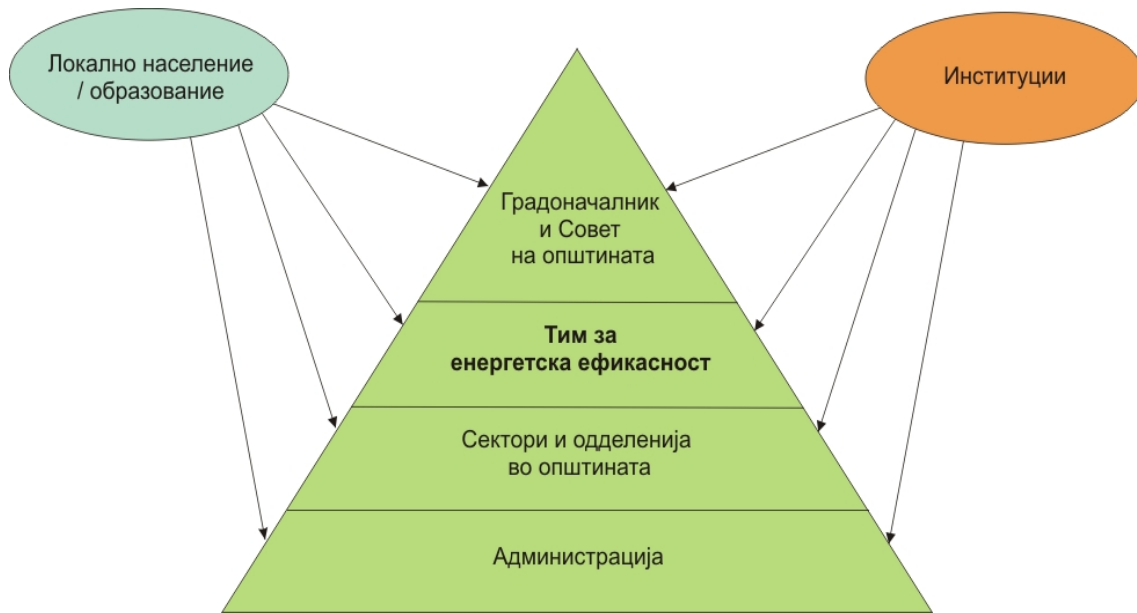 Локално население
/ образование
Институции
Градоначалник
и Совет
на општината
Тим за
енергетска ефикасност
Сектори и одделенија
во општината
Администрација